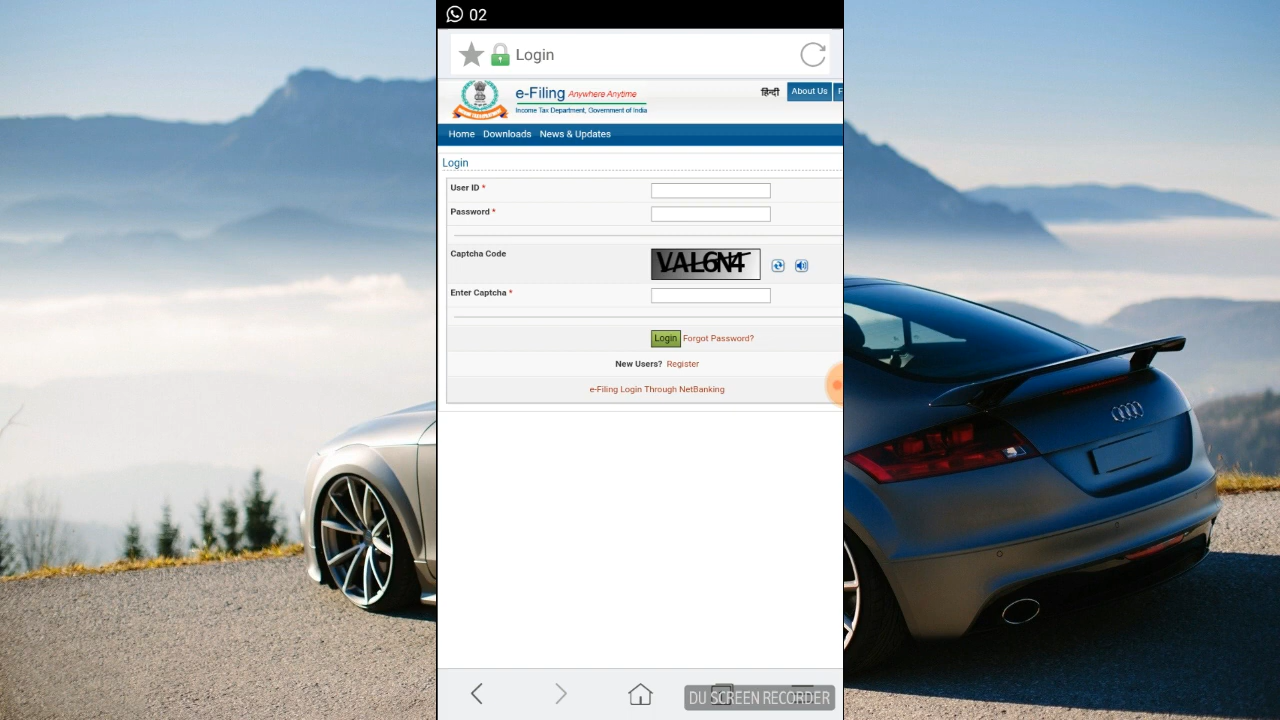 02
Login
e-Filing Anywhere Anytime
Income Tax Department, Government of India
हिन्दी About Us F
Home Downloads News & Updates
Login
User ID *
Password *
Captcha Code VAL6N4
Enter Captcha *
Login Forgot Password?
New Users? Register
e-Filing Login Through NetBanking
DU SCREEN RECORDER